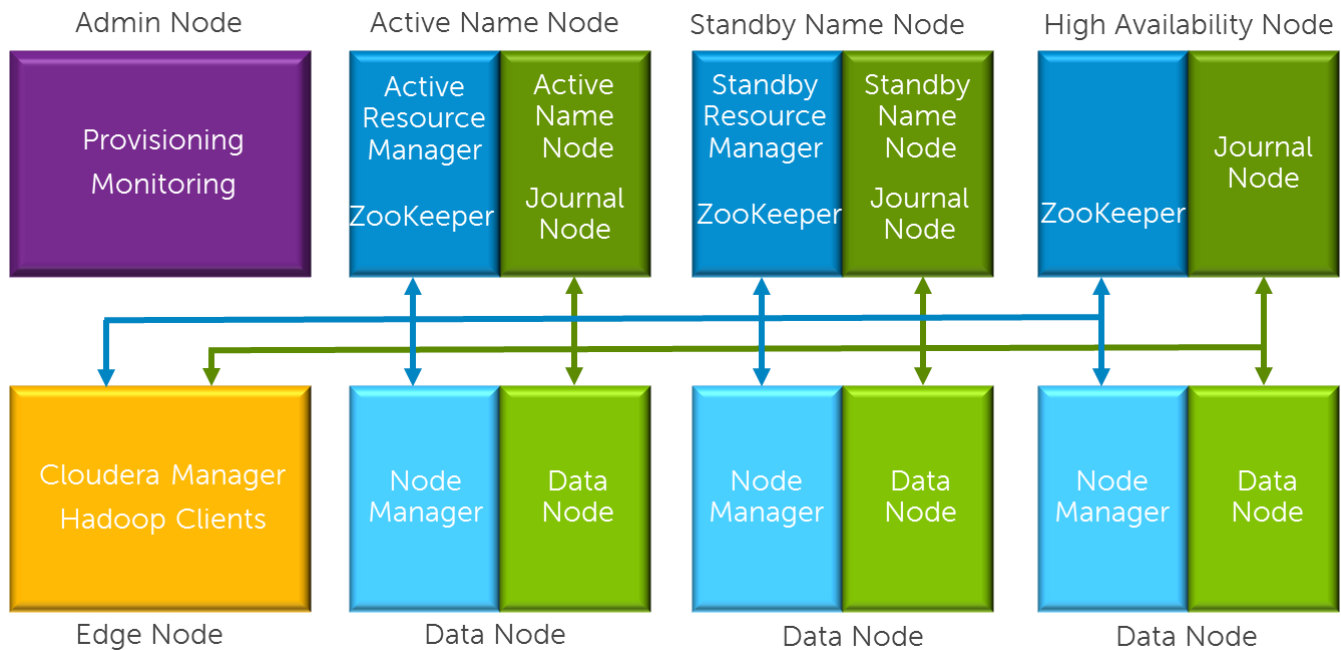 Admin Node
Active Name Node
Standby Name Node
High Availability Node
Provisioning
Monitoring
Active
Resource
Manager
ZooKeeper
Active
Name
Node
Journal
Node
Standby
Resource
Manager
ZooKeeper
Standby
Name
Node
Journal
Node
ZooKeeper
Journal
Node
Cloudera Manager
Hadoop Clients
Node
Manager
Data
Node
Node
Manager
Data
Node
Node
Manager
Data
Node
Edge Node
Data Node
Data Node
Data Node